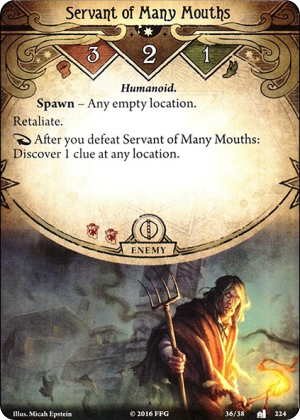 Servant of Many Mouths
3 2 1
Humanoid.
Spawn – Any empty location.
Retaliate.
After you defeat Servant of Many Mouths:
Discover 1 clue at any location.
ENEMY
Illus. Micah Epstein © 2016 FFG 36/38 224